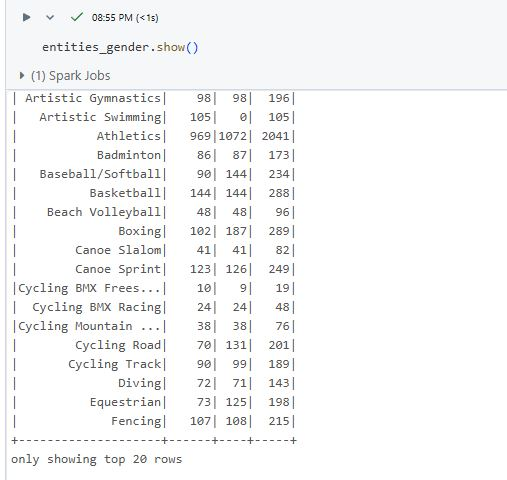 08:55 PM (<1s)
entities_gender.show()
(1) Spark Jobs
| Artistic Gymnastics|    98|  98|  196|
|   Artistic Swimming|   105|   0|  105|
|           Athletics|   969|1072| 2041|
|           Badminton|    86|  87|  173|
|   Baseball/Softball|    90| 144|  234|
|          Basketball|   144| 144|  288|
|    Beach Volleyball|    48|  48|   96|
|              Boxing|   102| 187|  289|
|        Canoe Slalom|    41|  41|   82|
|        Canoe Sprint|   123| 126|  249|
|Cycling BMX Frees...|    10|   9|   19|
|  Cycling BMX Racing|    24|  24|   48|
|Cycling Mountain ...|    38|  38|   76|
|        Cycling Road|    70| 131|  201|
|       Cycling Track|    90|  99|  189|
|              Diving|    72|  71|  143|
|          Equestrian|    73| 125|  198|
|             Fencing|   107| 108|  215|
+--------------------+------+----+-----+
only showing top 20 rows